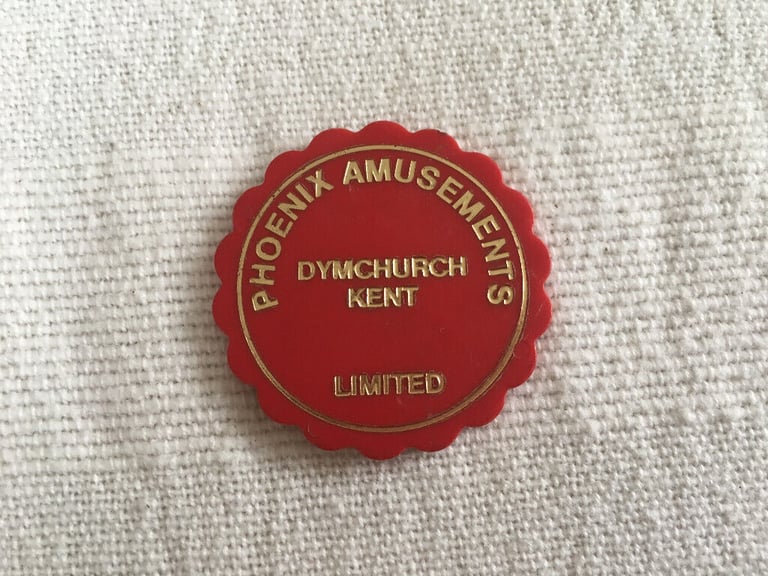 PHOENIX AMUSEMENTS
DYMCHURCH
KENT
LIMITED